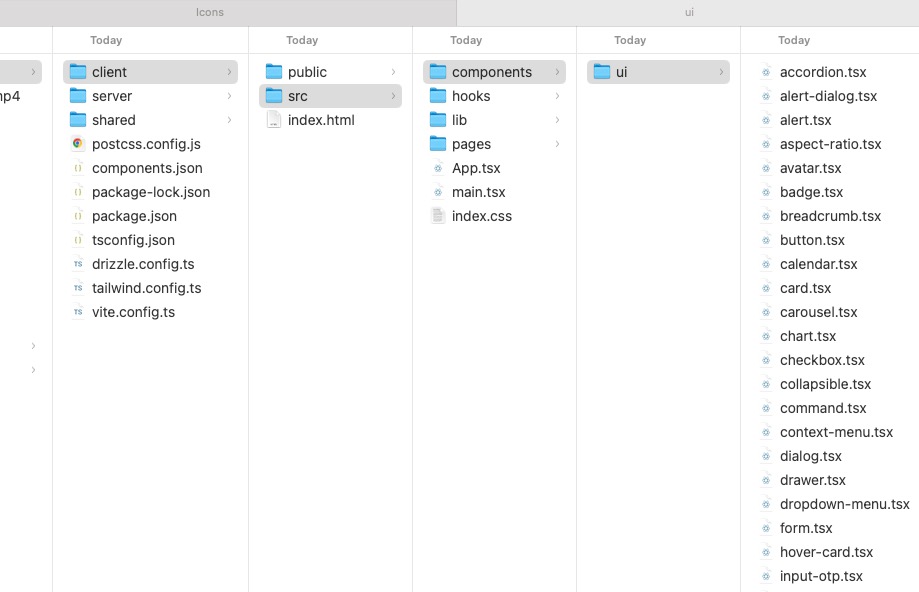 Icons
ui
Today
Today
Today
Today
Today
client
server
shared
postcss.config.js
components.json
package-lock.json
package.json
tsconfig.json
drizzle.config.ts
tailwind.config.ts
vite.config.ts
public
src
index.html
components
hooks
lib
pages
App.tsx
main.tsx
index.css
ui
accordion.tsx
alert-dialog.tsx
alert.tsx
aspect-ratio.tsx
avatar.tsx
badge.tsx
breadcrumb.tsx
button.tsx
calendar.tsx
card.tsx
carousel.tsx
chart.tsx
checkbox.tsx
collapsible.tsx
command.tsx
context-menu.tsx
dialog.tsx
drawer.tsx
dropdown-menu.tsx
form.tsx
hover-card.tsx
input-otp.tsx